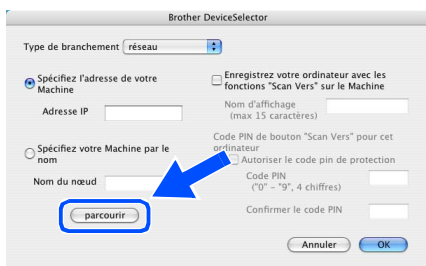 Brother DeviceSelector
Type de branchement réseau
Spécifiez l'adresse de votre
Machine
Adresse IP
Spécifiez votre Machine par le
nom
Nom du nœud
parcourir
Enregistrez votre ordinateur avec les
fonctions "Scan Vers" sur le Machine
Nom d'affichage
(max 15 caractères)
Code PIN de bouton "Scan Vers" pour cet
ordinateur
Autoriser le code pin de protection
Code PIN
("0" - "9", 4 chiffres)
Confirmer le code PIN
Annuler
OK